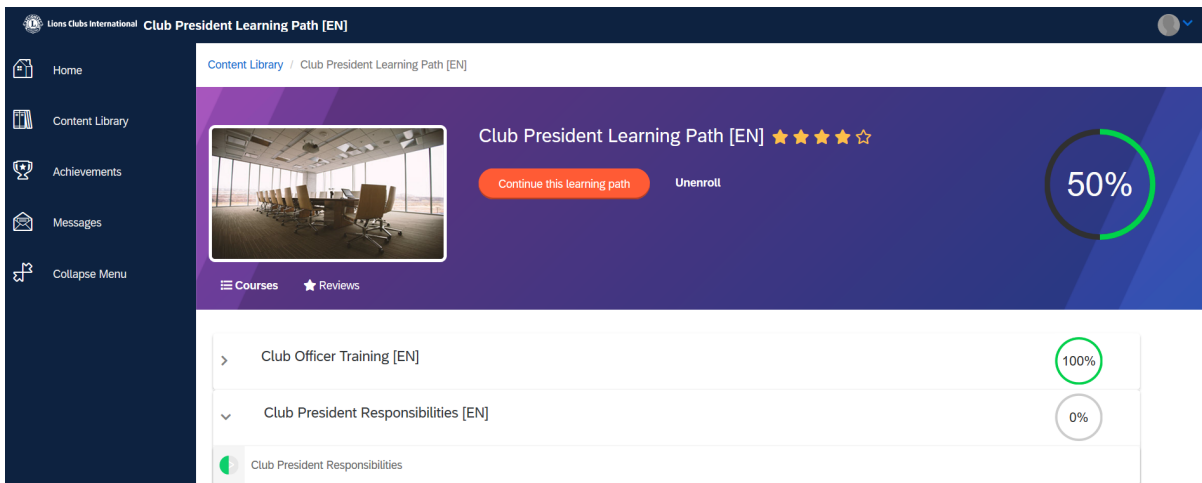 Lions Clubs International Club President Learning Path [EN]
Home
Content Library
Achievements
Messages
Collapse Menu
Content Library / Club President Learning Path [EN]
Club President Learning Path [EN]
Continue this learning path Unenroll
50%
Courses Reviews
Club Officer Training [EN] 100%
Club President Responsibilities [EN] 0%
Club President Responsibilities